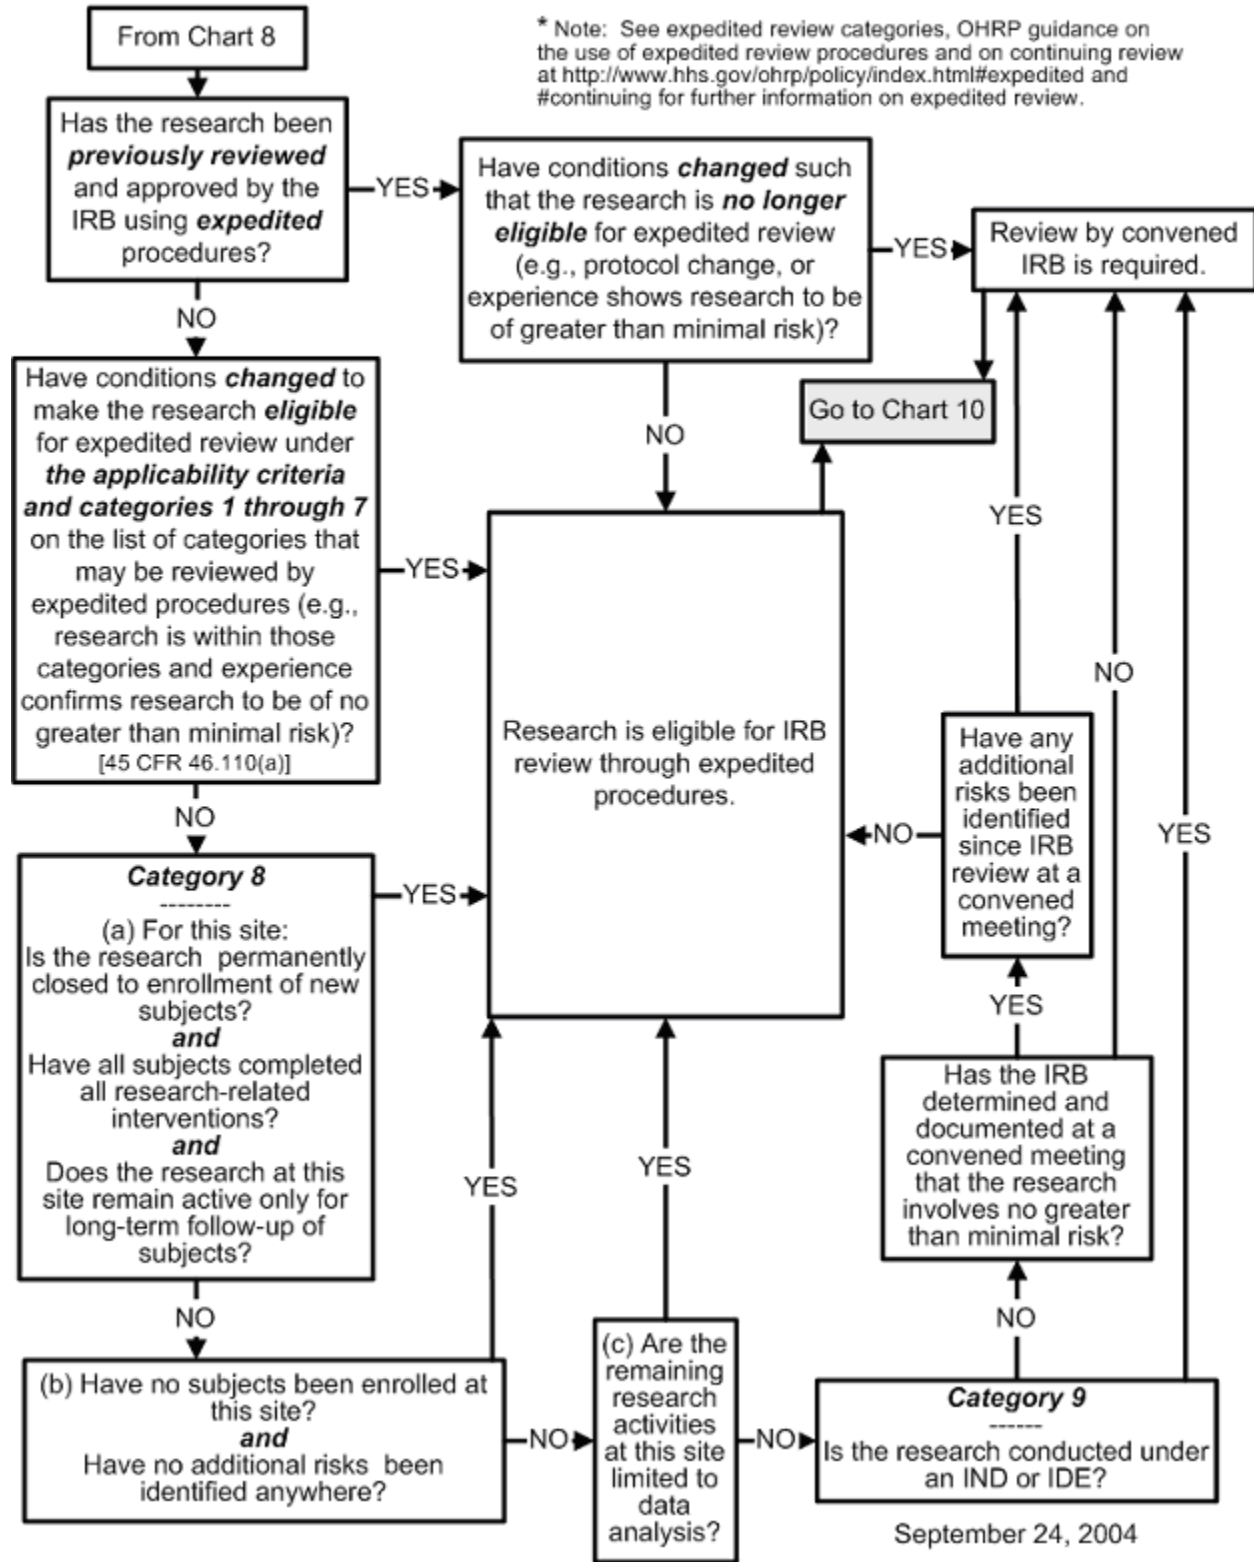 From Chart 8
* Note:  See expedited review categories, OHRP guidance on
the use of expedited review procedures and on continuing review
at http://www.hhs.gov/ohrp/policy/index.html#expedited and
#continuing for further information on expedited review.
Has the research been
previously reviewed
and approved by the
IRB using expedited
procedures?
YES
Have conditions changed such
that the research is no longer
eligible for expedited review
(e.g., protocol change, or
experience shows research to be
of greater than minimal risk)?
YES
Review by convened
IRB is required.
NO
NO
Go to Chart 10
Have conditions changed to
make the research eligible
for expedited review under
the applicability criteria
and categories 1 through 7
on the list of categories that
may be reviewed by
expedited procedures (e.g.,
research is within those
categories and experience
confirms research to be of no
greater than minimal risk)?
[45 CFR 46.110(a)]
YES
Research is eligible for IRB
review through expedited
procedures.
YES
NO
YES
Have any
additional
risks been
identified
since IRB
review at a
convened
meeting?
NO
NO
Category 8
--------
(a) For this site:
Is the research  permanently
closed to enrollment of new
subjects?
and
Have all subjects completed
all research-related
interventions?
and
Does the research at this
site remain active only for
long-term follow-up of
subjects?
YES
YES
YES
YES
Has the IRB
determined and
documented at a
convened meeting
that the research
involves no greater
than minimal risk?
NO
NO
(b) Have no subjects been enrolled at
this site?
and
Have no additional risks  been
identified anywhere?
NO
(c) Are the
remaining
research
activities
at this site
limited to
data
analysis?
NO
Category 9
------
Is the research conducted under
an IND or IDE?
September 24, 2004